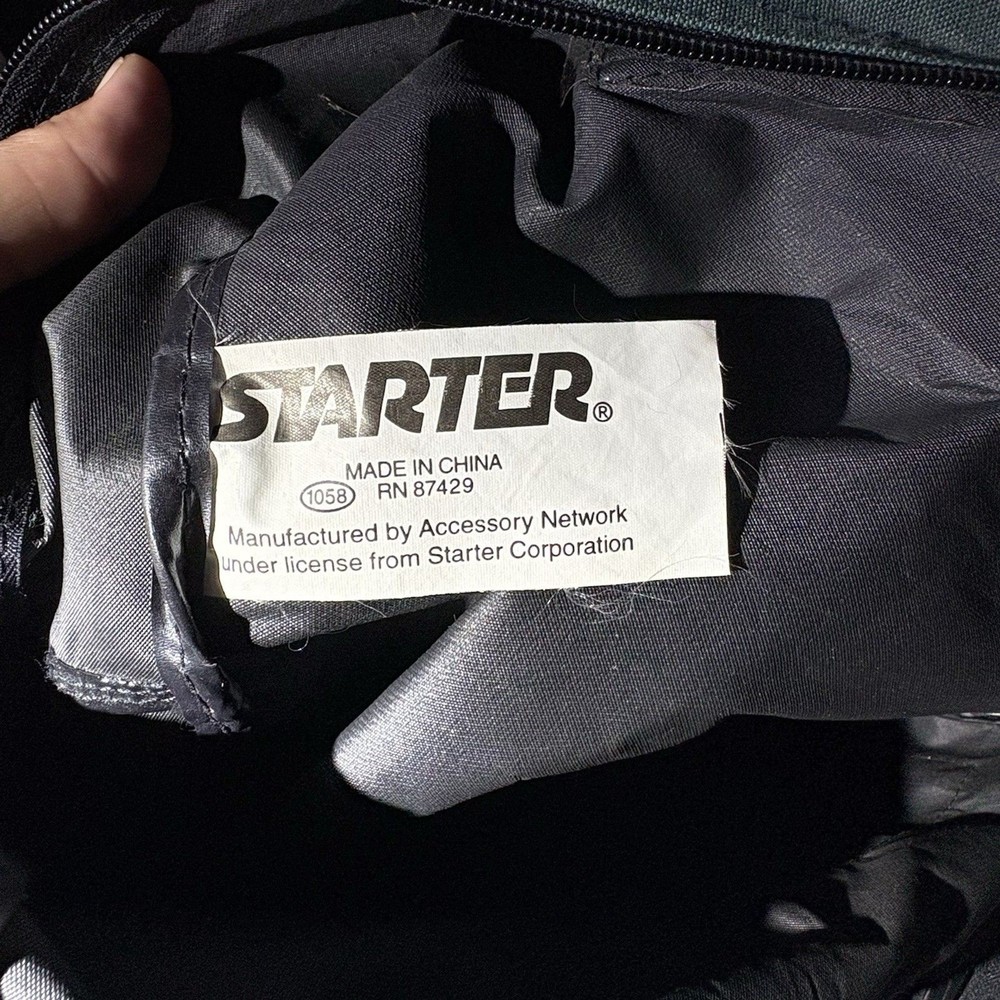 STARTER®
MADE IN CHINA
1058 RN 87429
Manufactured by Accessory Network
under license from Starter Corporation